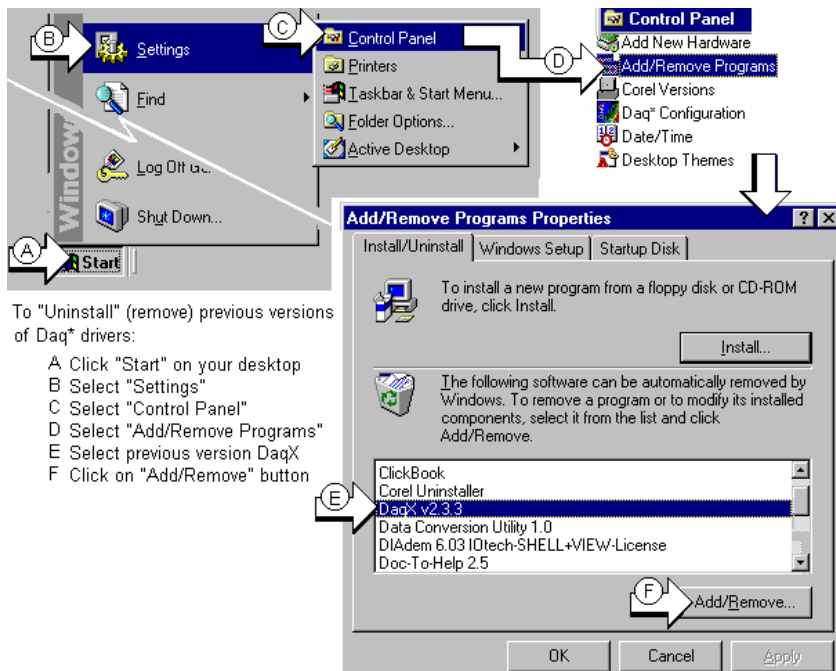 B
Settings
Find
Log Off
Shut Down...
Windows
A
Start
C
Control Panel
Printers
Taskbar & Start Menu...
Folder Options...
Active Desktop
D
Control Panel
Add New Hardware
Add/Remove Programs
Corel Versions
Daq* Configuration
Date/Time
Desktop Themes
To "Uninstall" (remove) previous versions
of Daq* drivers:
A Click "Start" on your desktop
B Select "Settings"
C Select "Control Panel"
D Select "Add/Remove Programs"
E Select previous version DaqX
F Click on "Add/Remove" button
Add/Remove Programs Properties
Install/Uninstall
Windows Setup
Startup Disk
To install a new program from a floppy disk or CD-ROM
drive, click Install.
Install...
The following software can be automatically removed by
Windows. To remove a program or to modify its installed
components, select it from the list and click
Add/Remove.
ClickBook
Corel Uninstaller
E
DaqX v2.3.3
Data Conversion Utility 1.0
DIAdem 6.03 IOtech-SHELL+VIEW-License
Doc-To-Help 2.5
F
Add/Remove...
OK
Cancel
Apply